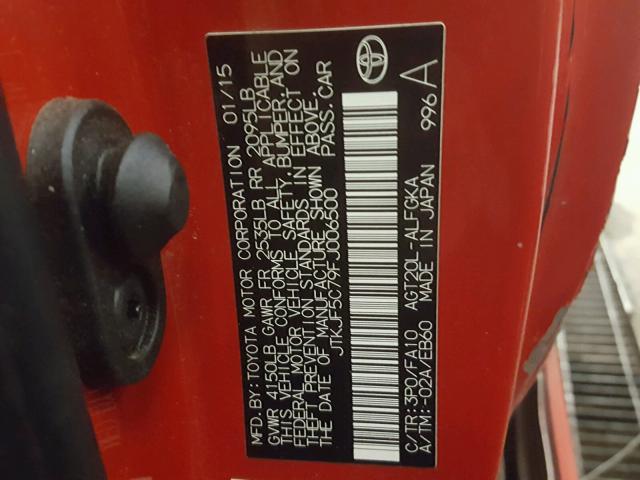 MFD. BY: TOYOTA MOTOR CORPORATION 01/15
GVWR 4150LB GAWR FR 2535LB RR 2095LB
THIS VEHICLE CONFORMS TO ALL APPLICABLE
FEDERAL MOTOR VEHICLE SAFETY, BUMPER, AND
THEFT PREVENTION STANDARDS IN EFFECT ON
THE DATE OF MANUFACTURE SHOWN ABOVE.
JTKJF5C79FJ006500 PASS. CAR
C/TR: 3P0/FA10 AGT20L-ALFGKA
A/TM: -02A/EB60 MADE IN JAPAN 996 A